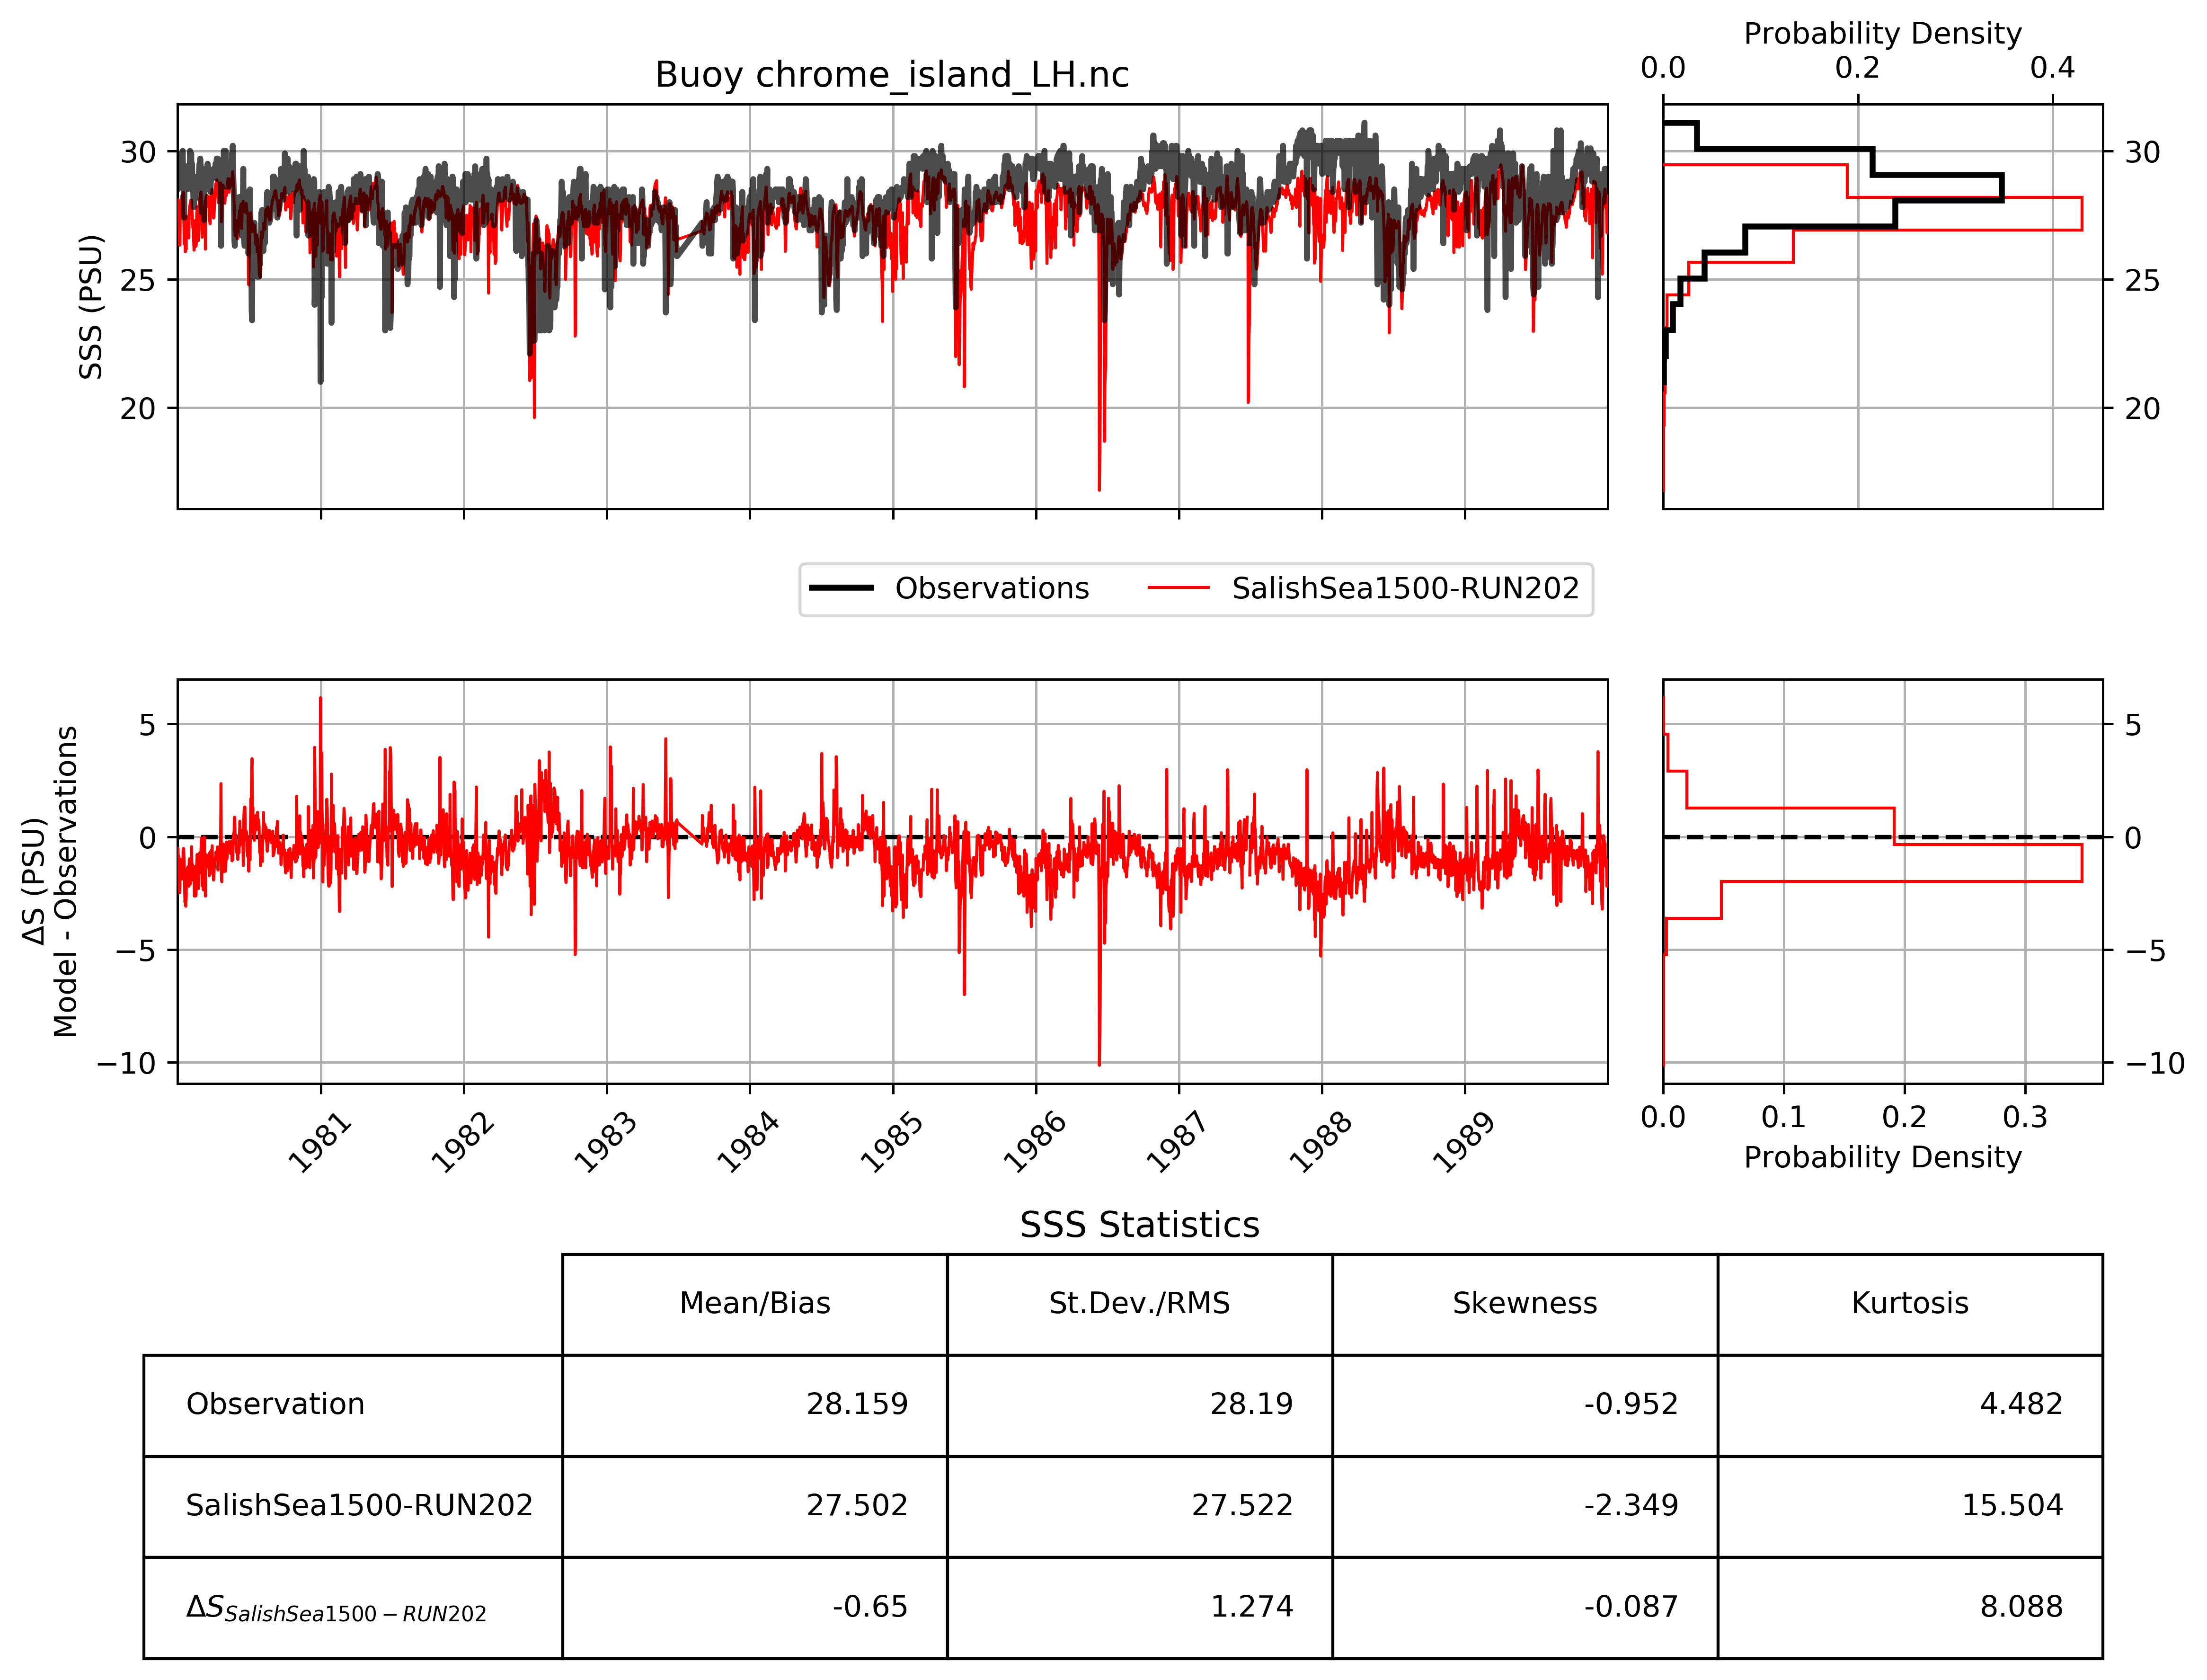 Probability Density
0.0 0.2 0.4
Buoy chrome_island_LH.nc
30
25
20
SSS (PSU)
30
25
20
Observations
SalishSea1500-RUN202
5
0
−5
−10
ΔS (PSU)
Model - Observations
5
0
−5
−10
1981 1982 1983 1984 1985 1986 1987 1988 1989
0.0 0.1 0.2 0.3
Probability Density
SSS Statistics
Mean/Bias St.Dev./RMS Skewness Kurtosis
Observation 28.159 28.19 -0.952 4.482
SalishSea1500-RUN202 27.502 27.522 -2.349 15.504
ΔS SalishSea1500−RUN202 -0.65 1.274 -0.087 8.088